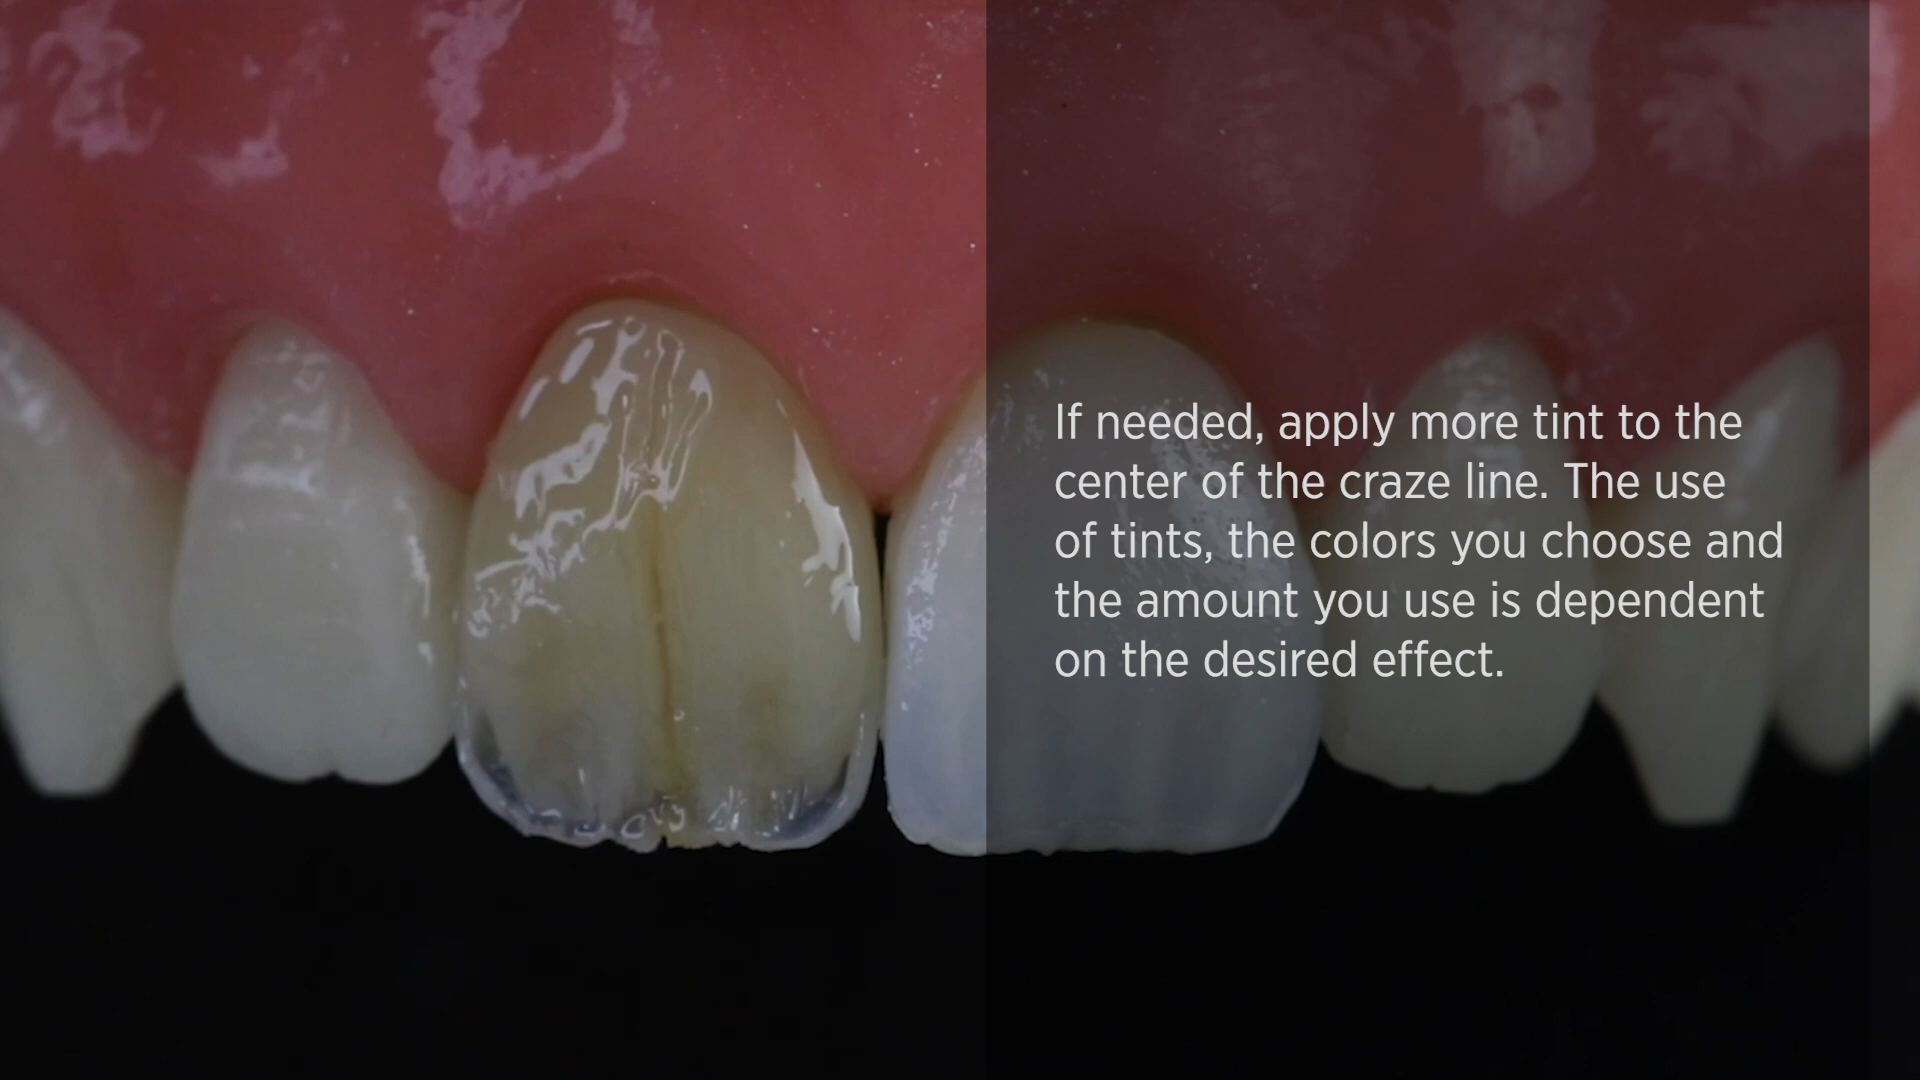 If needed, apply more tint to the
center of the craze line. The use
of tints, the colors you choose and
the amount you use is dependent
on the desired effect.